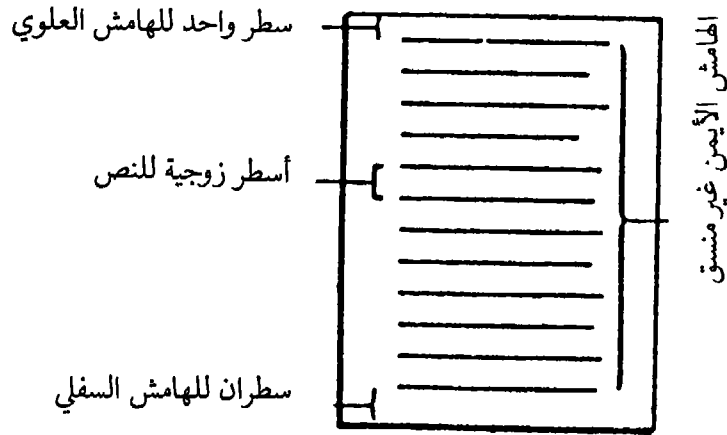 سطر واحد للهامش العلوي
أسطر زوجية للنص
سطران للهامش السفلي
الهامش الأيمن غير منسق